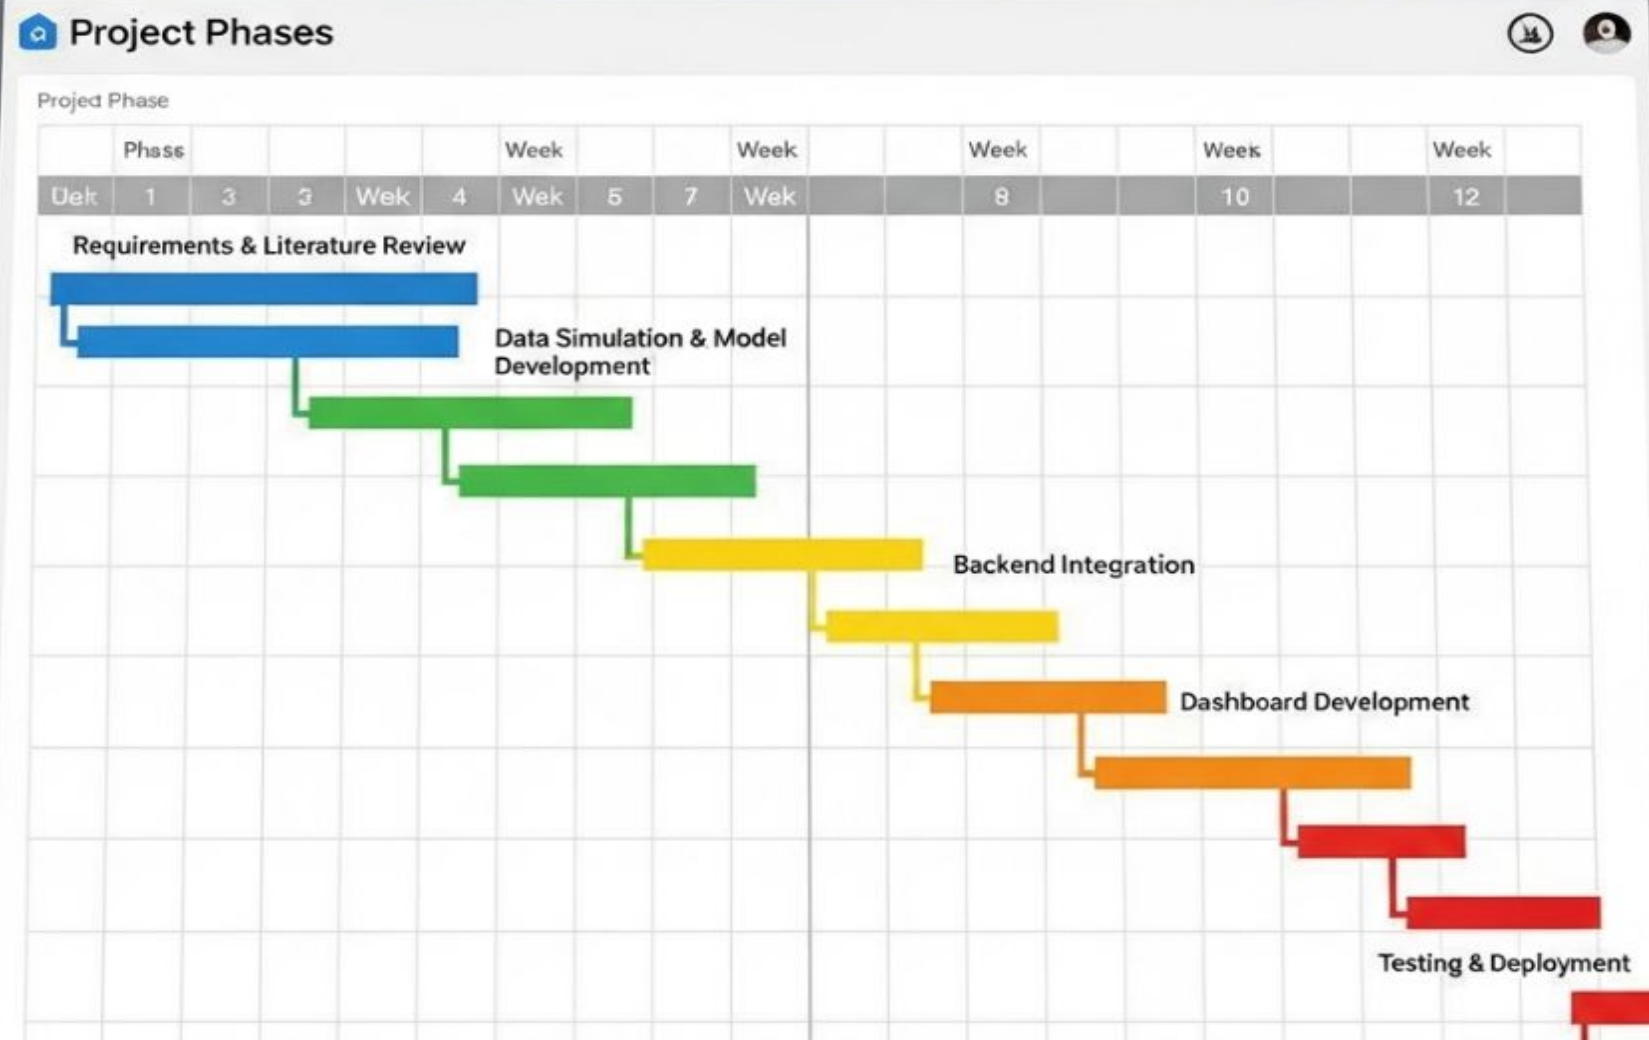 Project Phases
Projed Phase
Phass Week Week Week Week Week
Uek 1 3 3 Wek 4 Wek 5 7 Wek 8 10 12
Requirements & Literature Review
Data Simulation & Model
Development
Backend Integration
Dashboard Development
Testing & Deployment